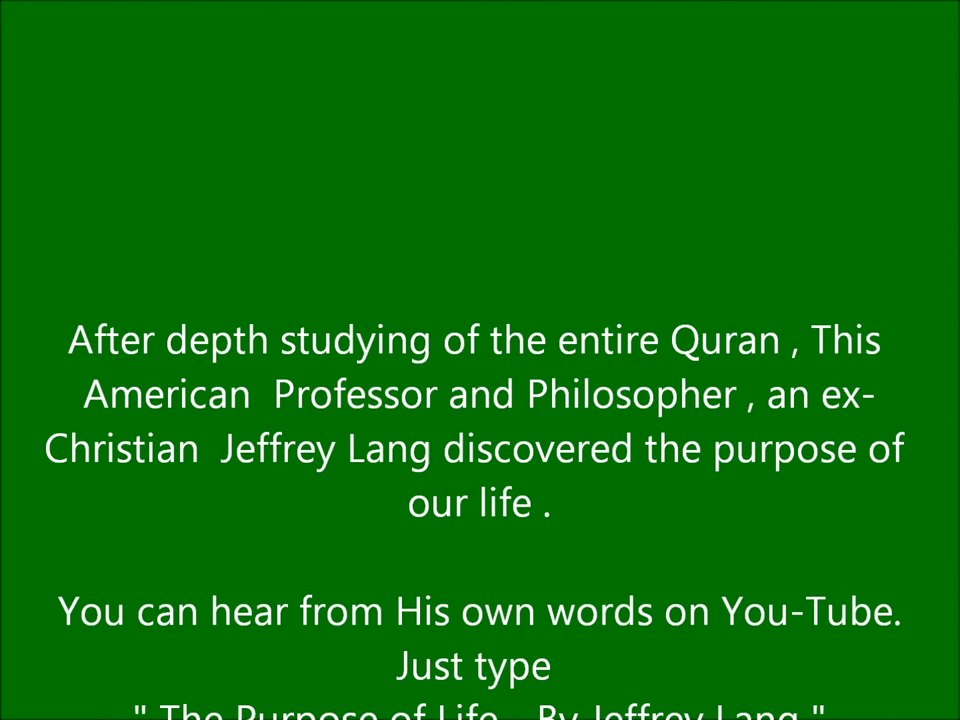 After depth studying of the entire Quran , This
American  Professor and Philosopher , an ex-
Christian  Jeffrey Lang discovered the purpose of
our life .
You can hear from His own words on You-Tube.
Just type
" The Purpose of Life... By Jeffrey Lang "